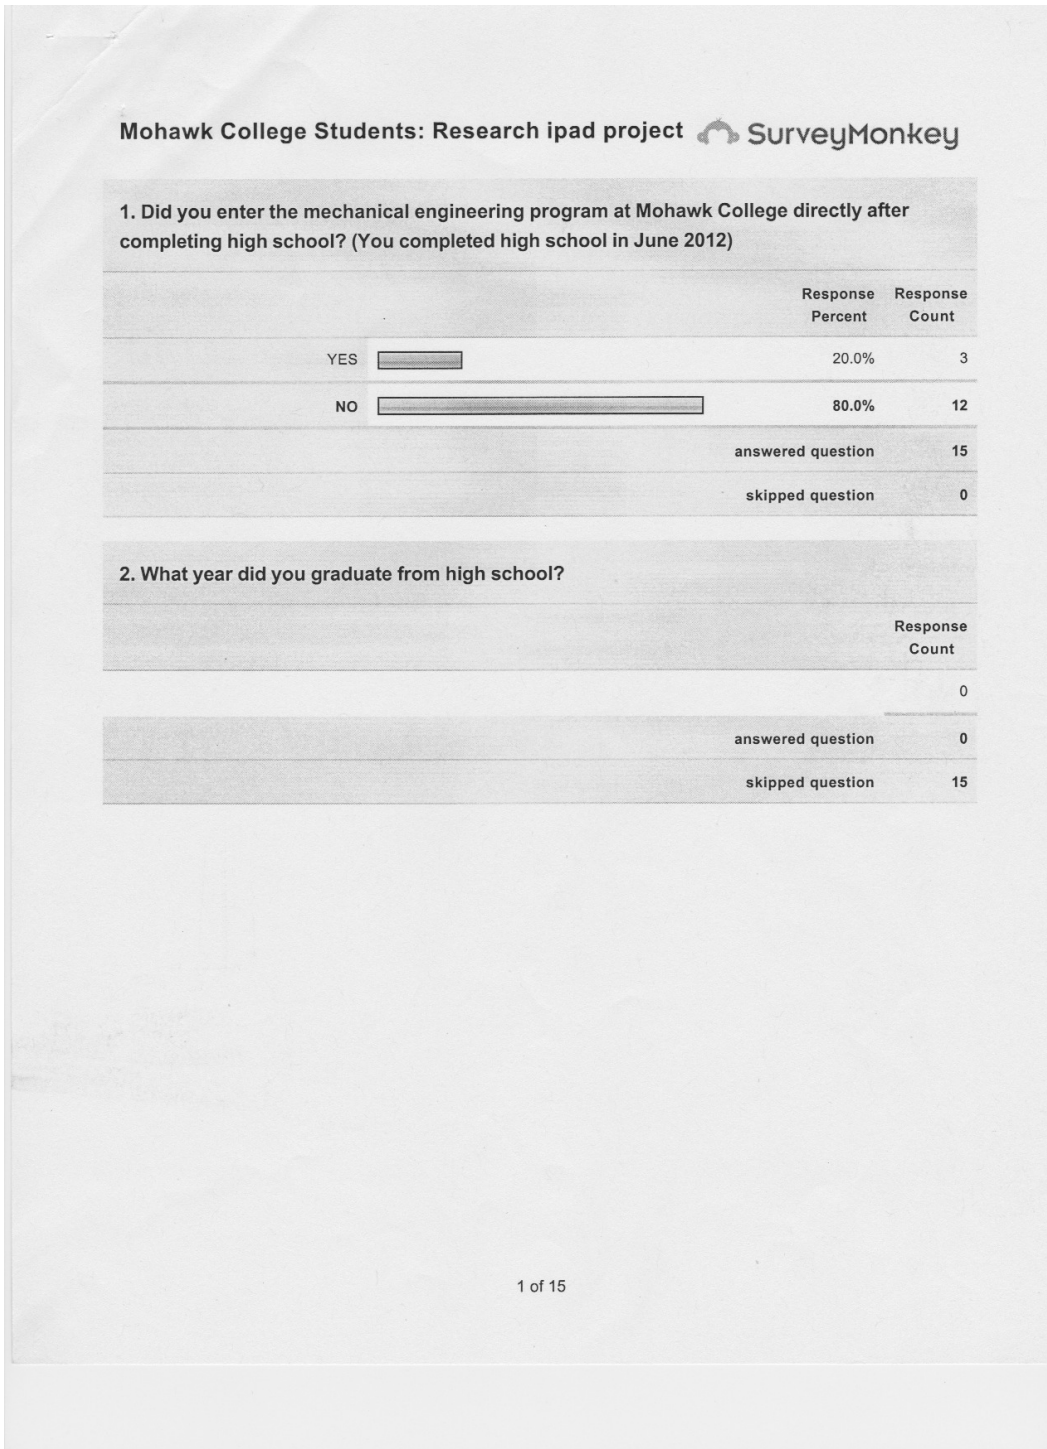 Mohawk College Students: Research ipad project SurveyMonkey
1. Did you enter the mechanical engineering program at Mohawk College directly after
completing high school? (You completed high school in June 2012)
Response Response
Percent Count
YES 20.0% 3
NO 80.0% 12
answered question 15
skipped question 0
2. What year did you graduate from high school?
Response
Count
0
answered question 0
skipped question 15
1 of 15